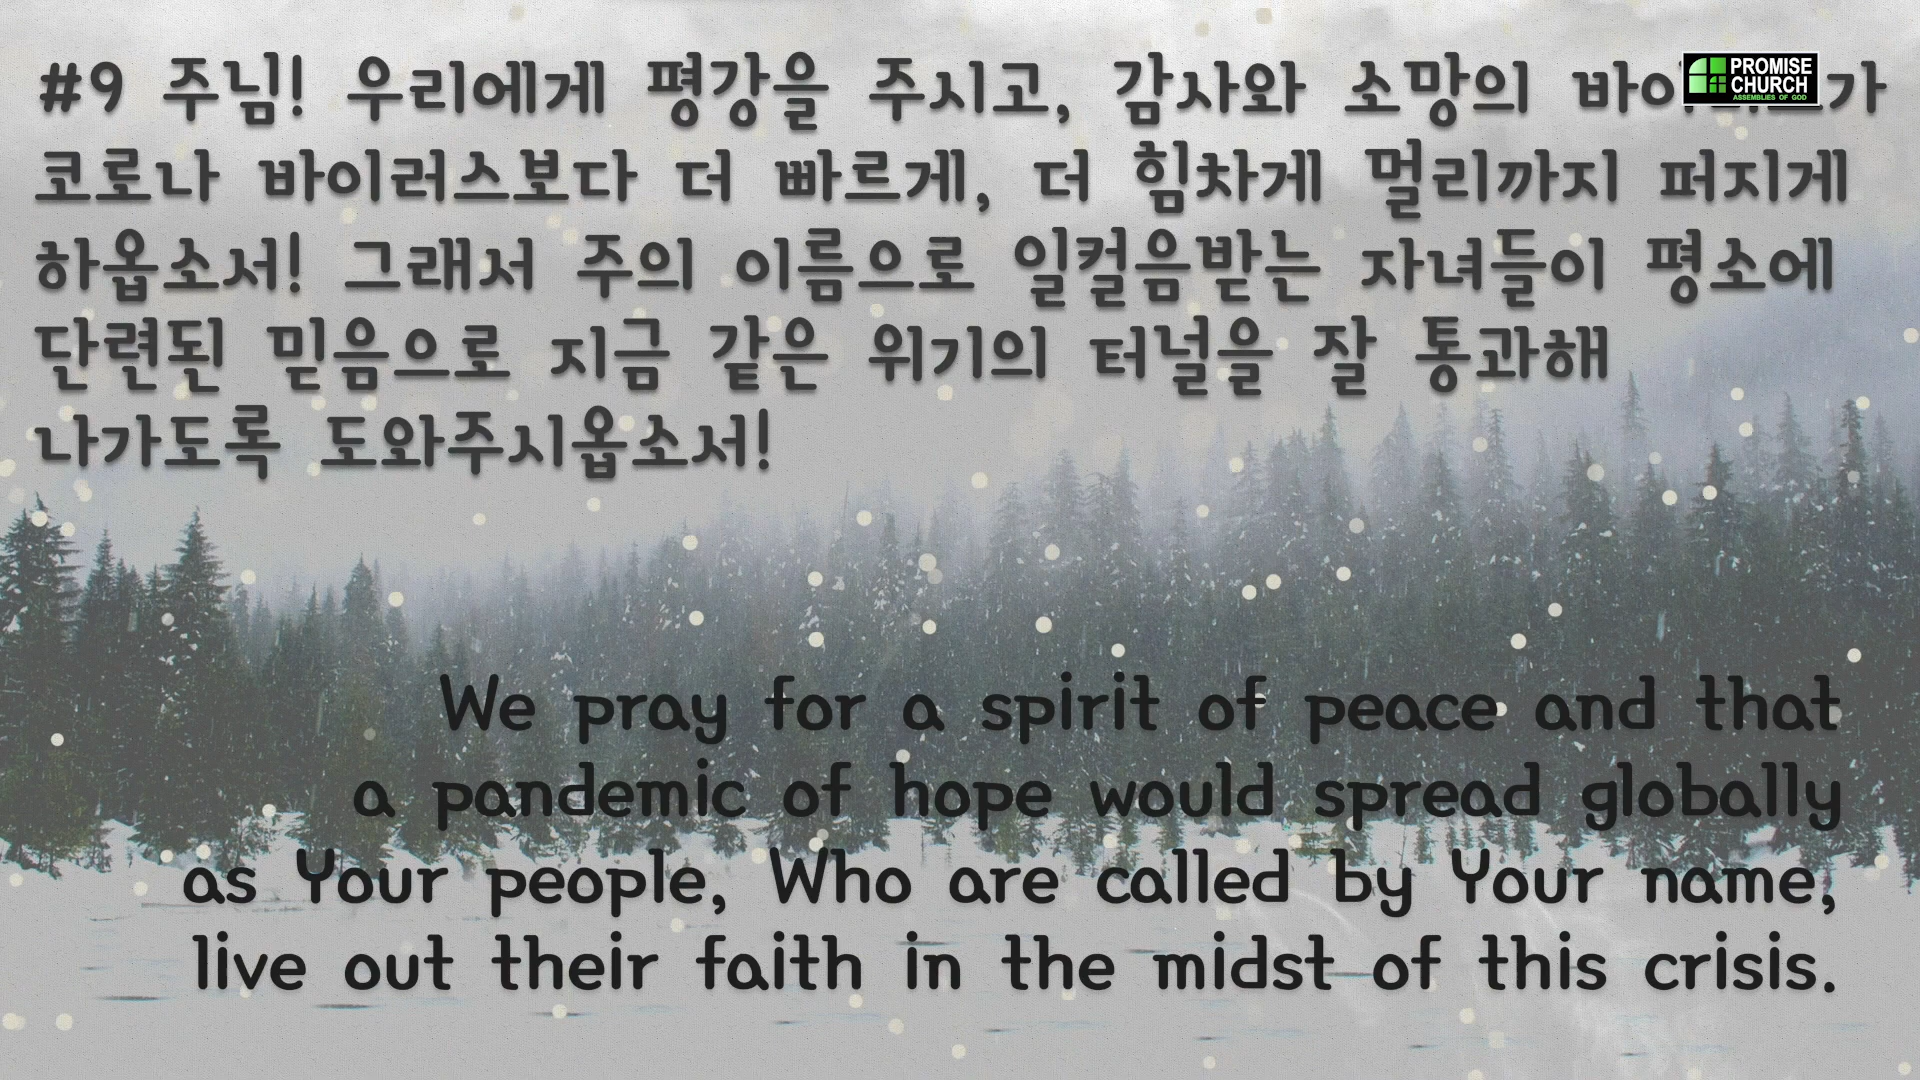 #9 주님! 우리에게 평강을 주시고, 감사와 소망의
PROMISE
CHURCH
ASSEMBLIES OF GOD
코로나 바이러스보다 더 빠르게, 더 힘차게 멀리까지 퍼지게
하옵소서! 그래서 주의 이름으로 일컬음받는 자녀들이 평소에
단련된 믿음으로 지금 같은 위기의 터널을 잘 통과해
나가도록 도와주시옵소서!
We pray for a spirit of peace and that
a pandemic of hope would spread globally
as Your people, Who are called by Your name,
live out their faith in the midst of this crisis.